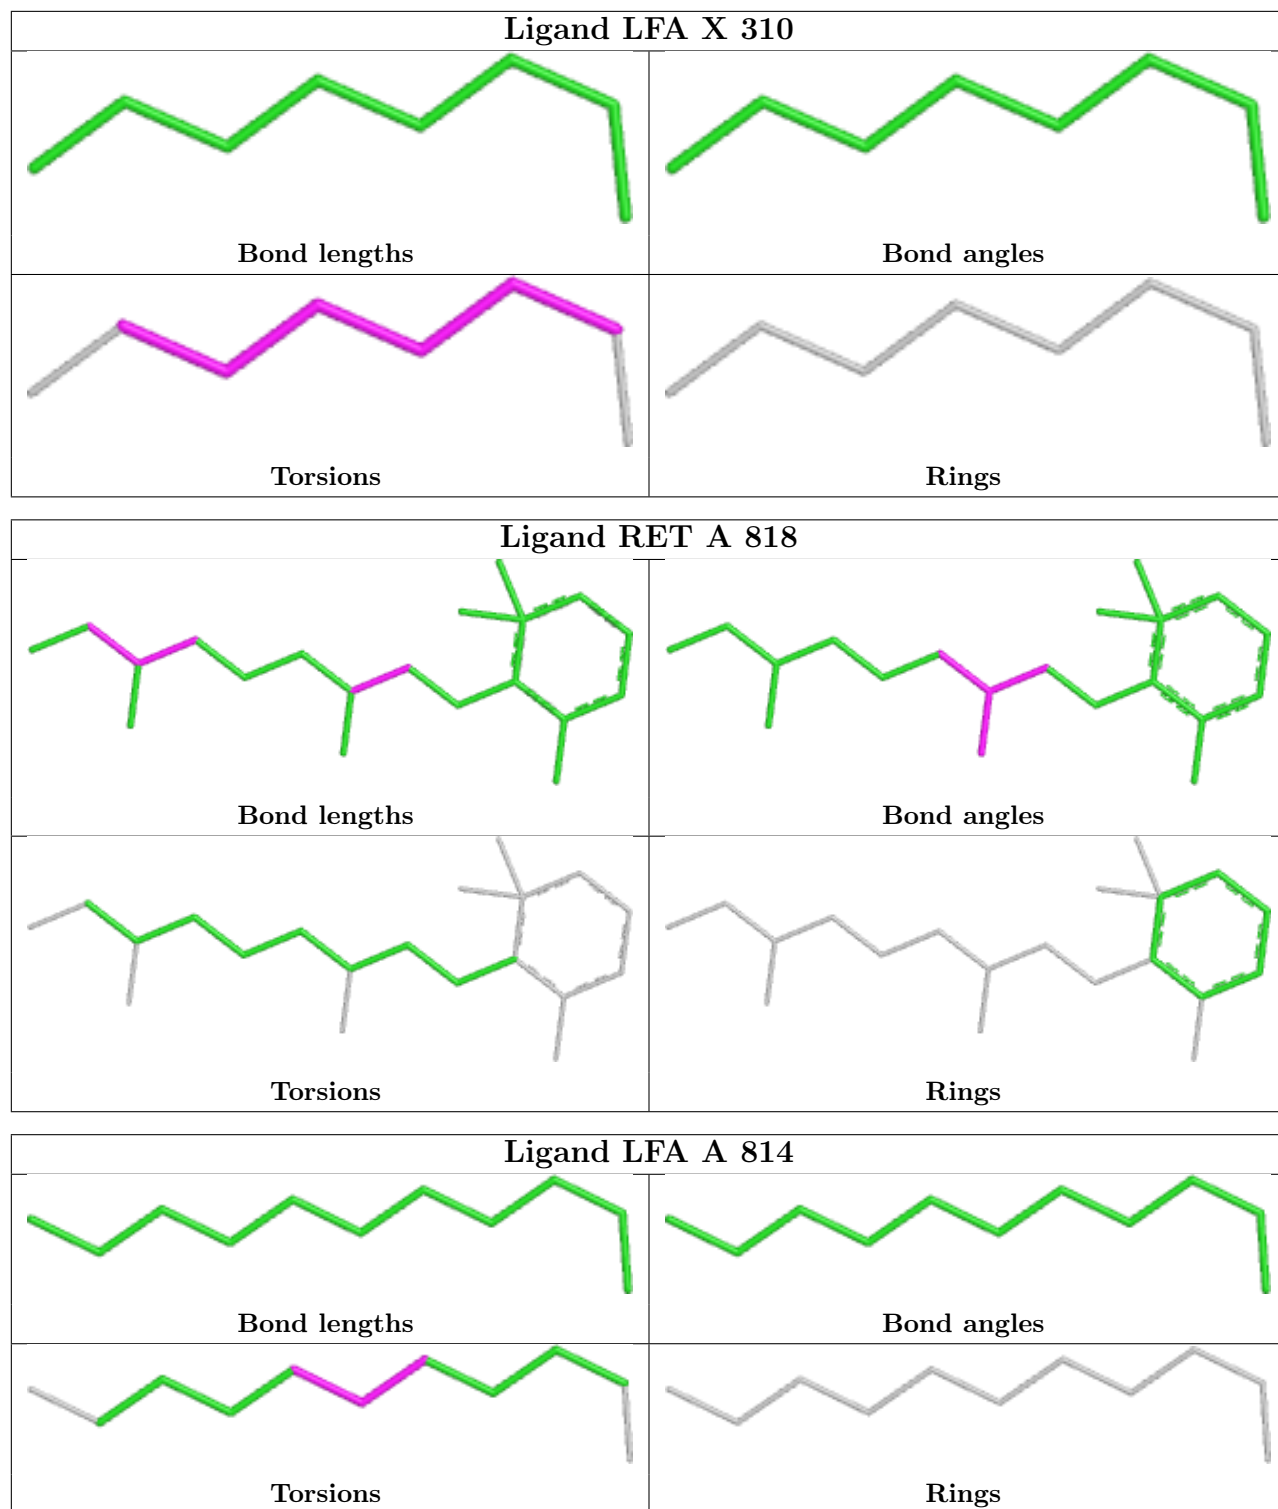 Ligand LFA X 310
Bond lengths
Bond angles
Torsions
Rings
Ligand RET A 818
Bond lengths
Bond angles
Torsions
Rings
Ligand LFA A 814
Bond lengths
Bond angles
Torsions
Rings